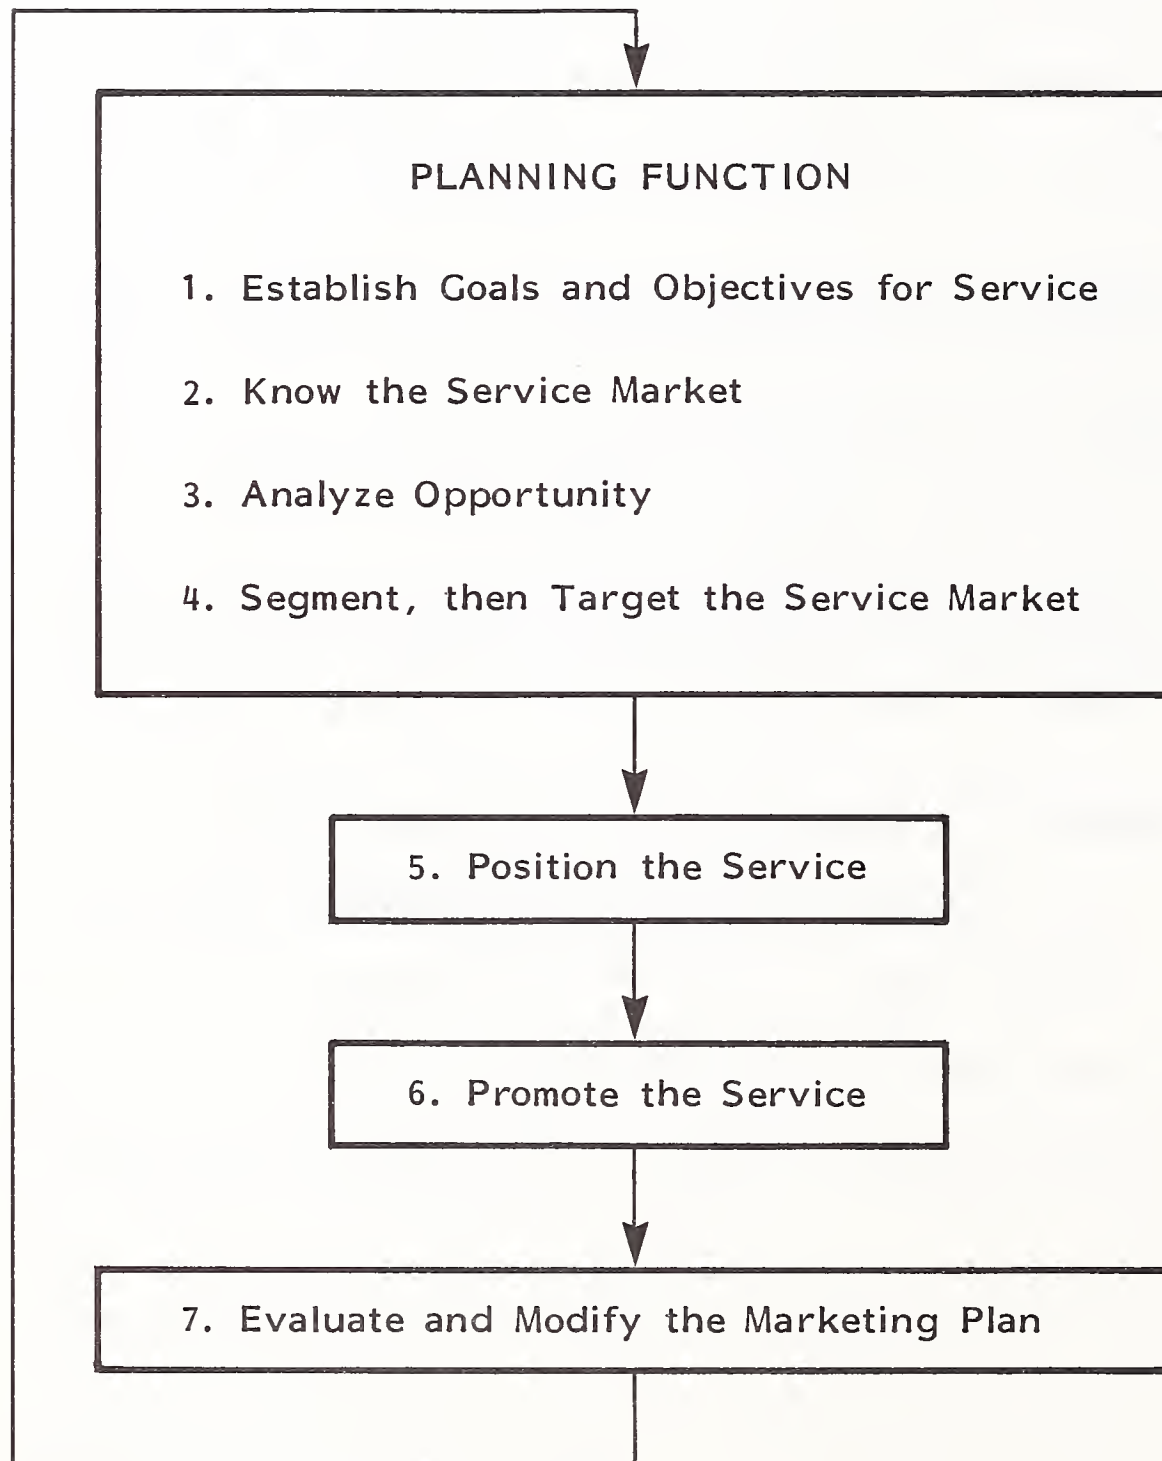 PLANNING FUNCTION
1. Establish Goals and Objectives for Service
2. Know the Service Market
3. Analyze Opportunity
4. Segment, then Target the Service Market
5. Position the Service
6. Promote the Service
7. Evaluate and Modify the Marketing Plan